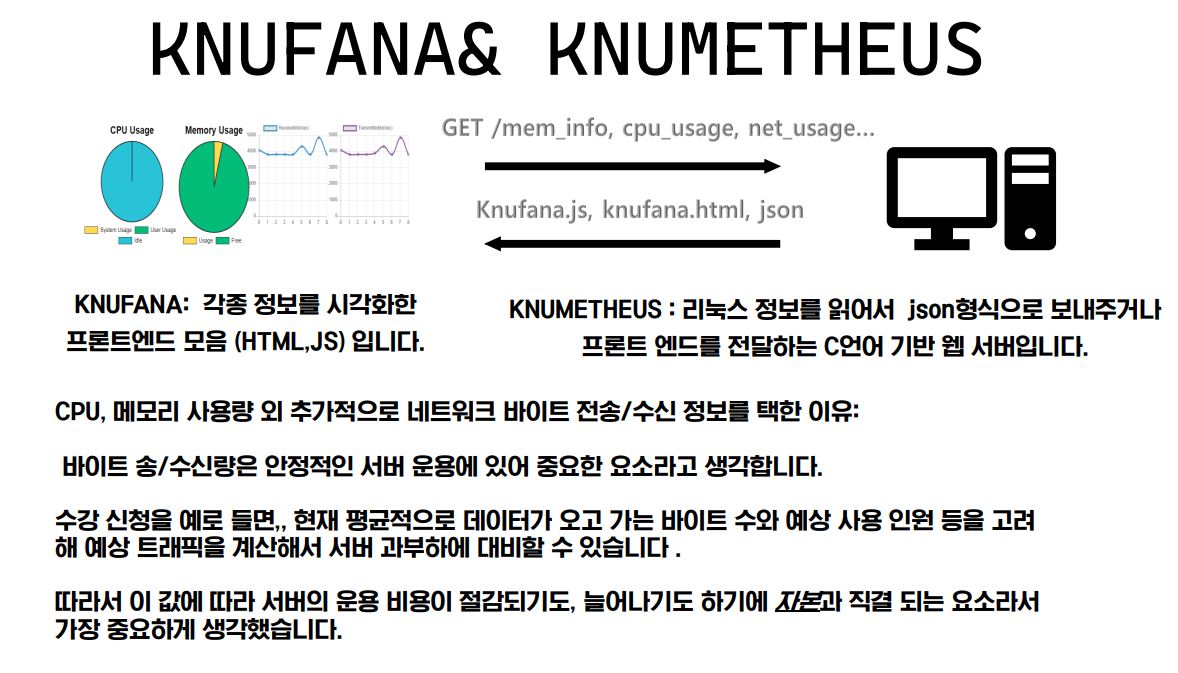 KNUFANA& KNUMETHEUS
CPU Usage
Memory Usage
System Usage
User Usage
Idle
Usage
Free
GET /mem_info, cpu_usage, net_usage...
Knufana.js, knufana.html, json
KNUFANA: 각종 정보를 시각화한
프론트엔드 모음 (HTML,JS) 입니다.
KNUMETHEUS : 리눅스 정보를 읽어서 json형식으로 보내주거나
프론트 엔드를 전달하는 C언어 기반 웹 서버입니다.
CPU, 메모리 사용량 외 추가적으로 네트워크 바이트 전송/수신 정보를 택한 이유:
바이트 송/수신량은 안정적인 서버 운용에 있어 중요한 요소라고 생각합니다.
수강 신청을 예로 들면,, 현재 평균적으로 데이터가 오고 가는 바이트 수와 예상 사용 인원 등을 고려
해 예상 트래픽을 계산해서 서버 과부하에 대비할 수 있습니다 .
따라서 이 값에 따라 서버의 운용 비용이 절감되기도, 늘어나기도 하기에 자본과 직결 되는 요소라서
가장 중요하게 생각했습니다.